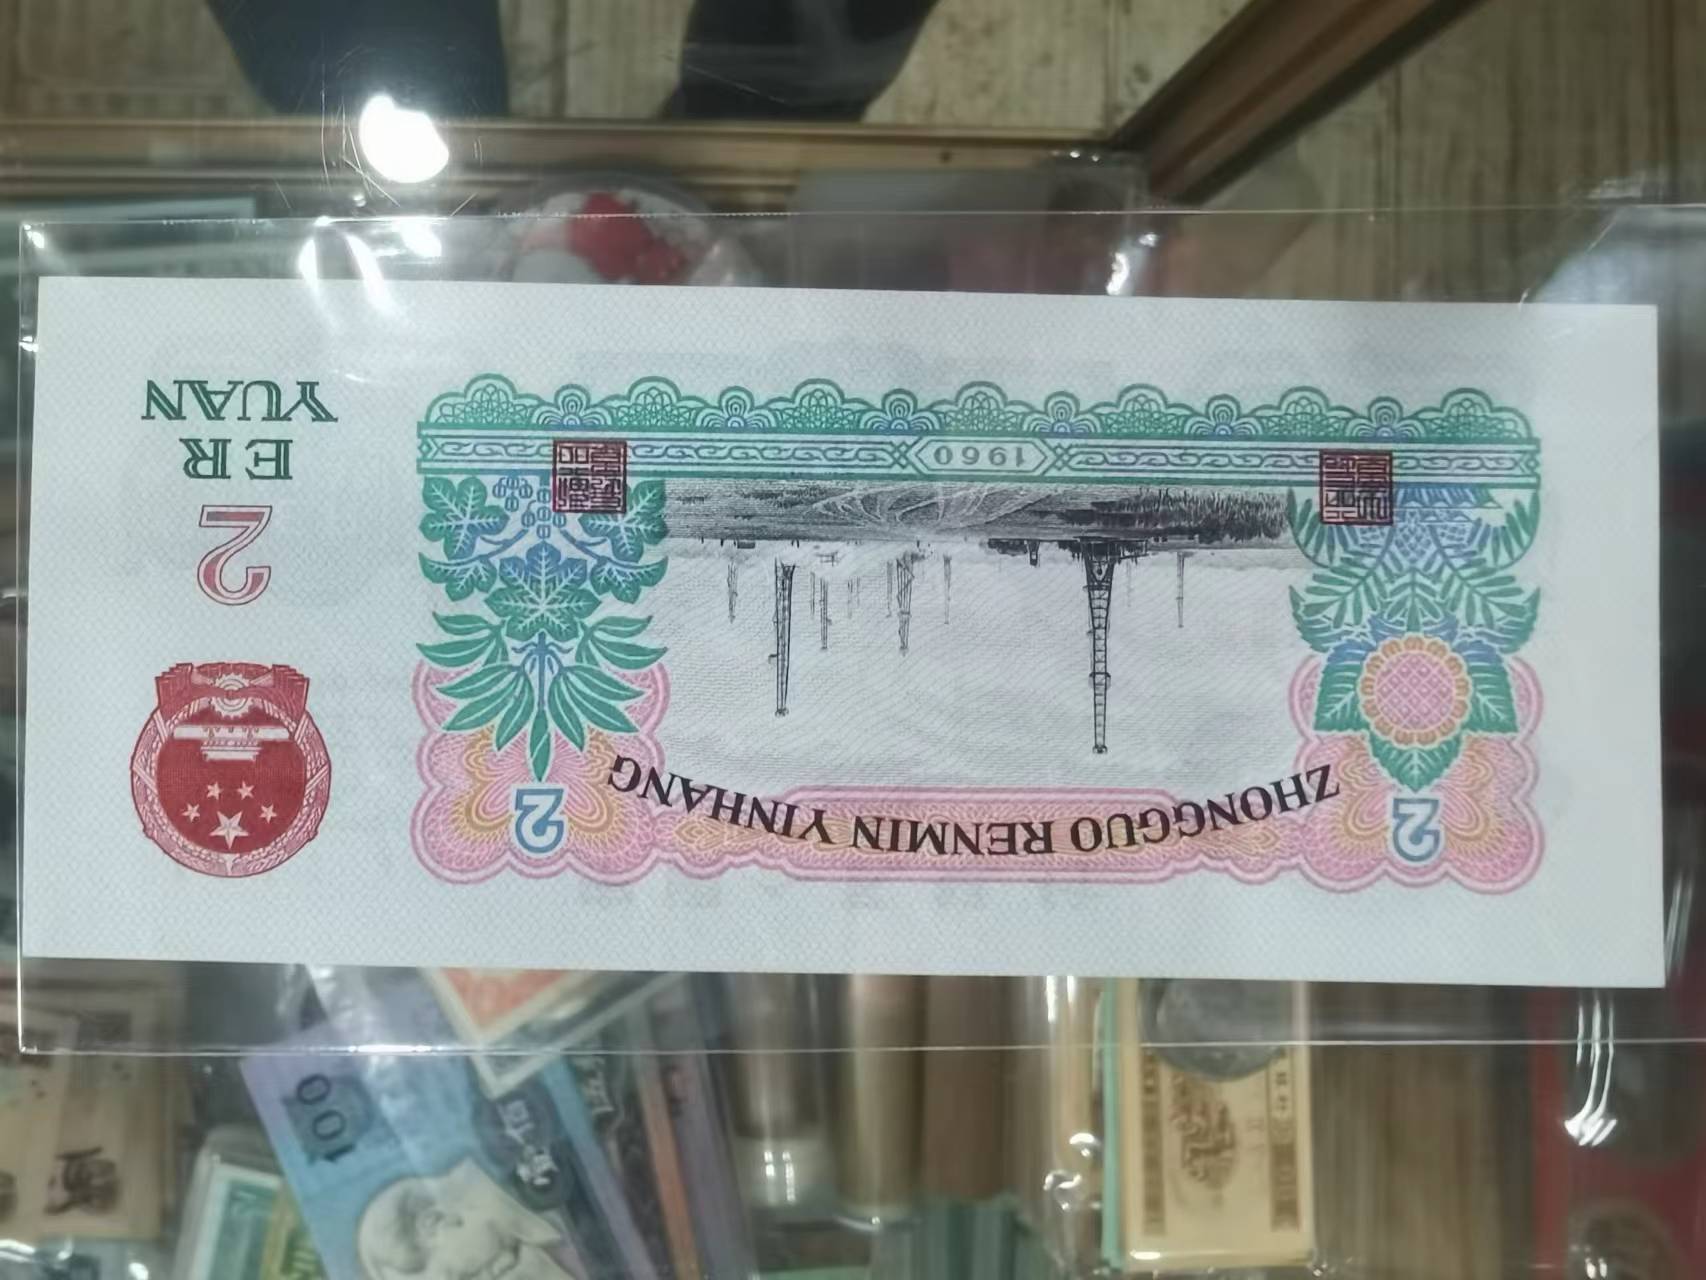 ZHONGGUO RENMIN YINHANG
2
2
2
ER
YUAN
1960
100